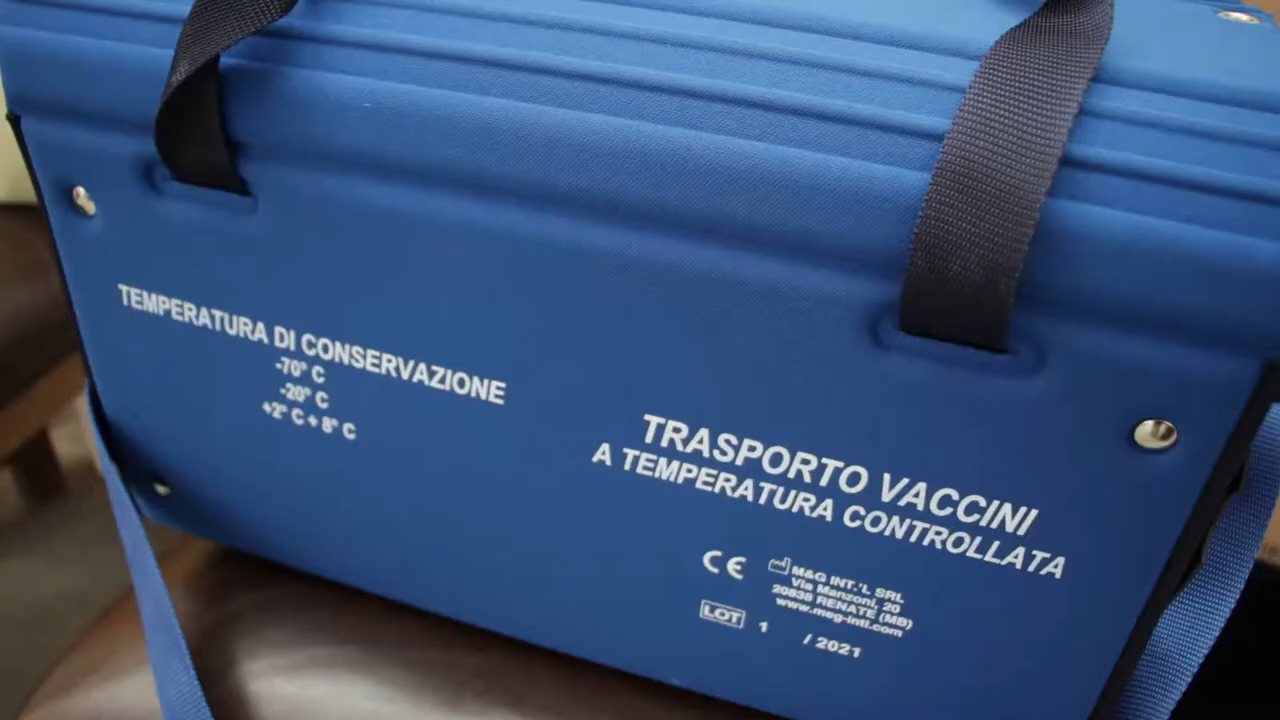 TEMPERATURA DI CONSERVAZIONE
-70° C
-20° C
+2° C + 8° C
TRASPORTO VACCINI
A TEMPERATURA CONTROLLATA
CE
M&G INT.'L SRL
Via Manzoni, 20
20838 RENATE (MB)
www.meg-intl.com
LOT 1 / 2021